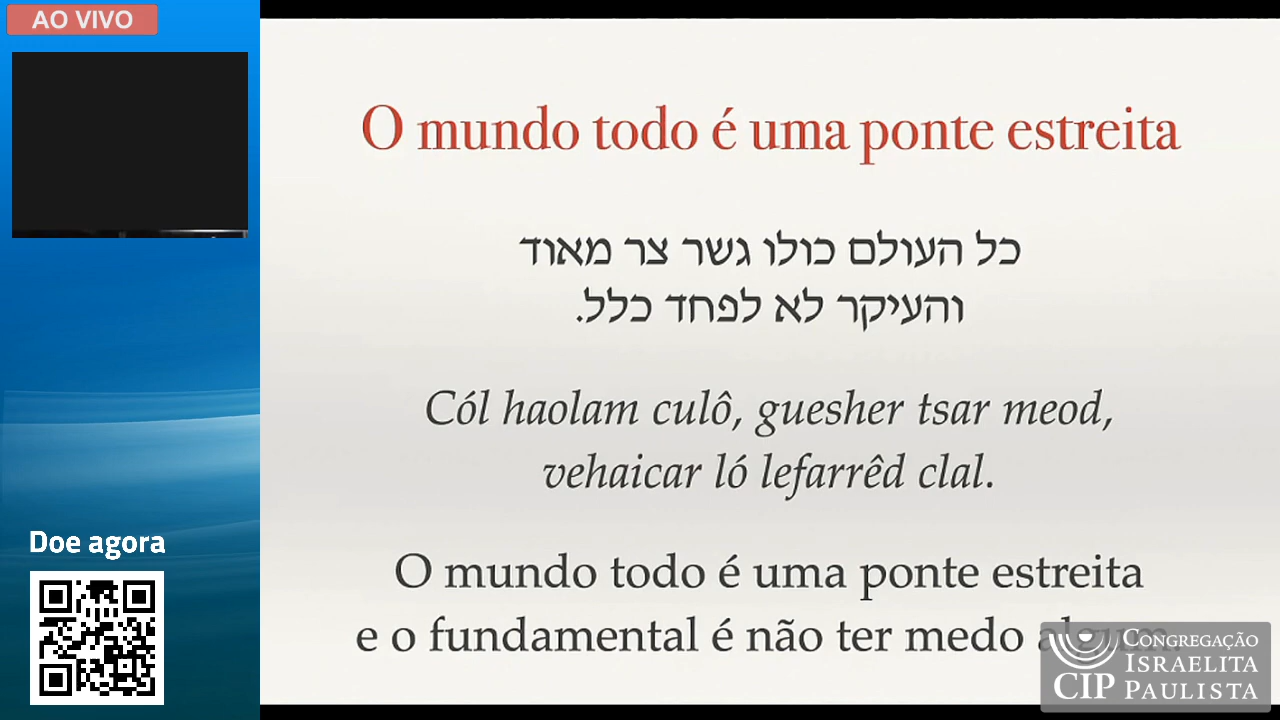 AO VIVO
O mundo todo é uma ponte estreita
כל העולם כולו גשר צר מאוד
והעיקר לא לפחד כלל.
Cól haolam culô, guesher tsar meod,
vehaicar ló lefarrêd clal.
O mundo todo é uma ponte estreita
e o fundamental é não ter medo algum.
Doe agora
CIP CONGREGAÇÃO
ISRAELITA
PAULISTA